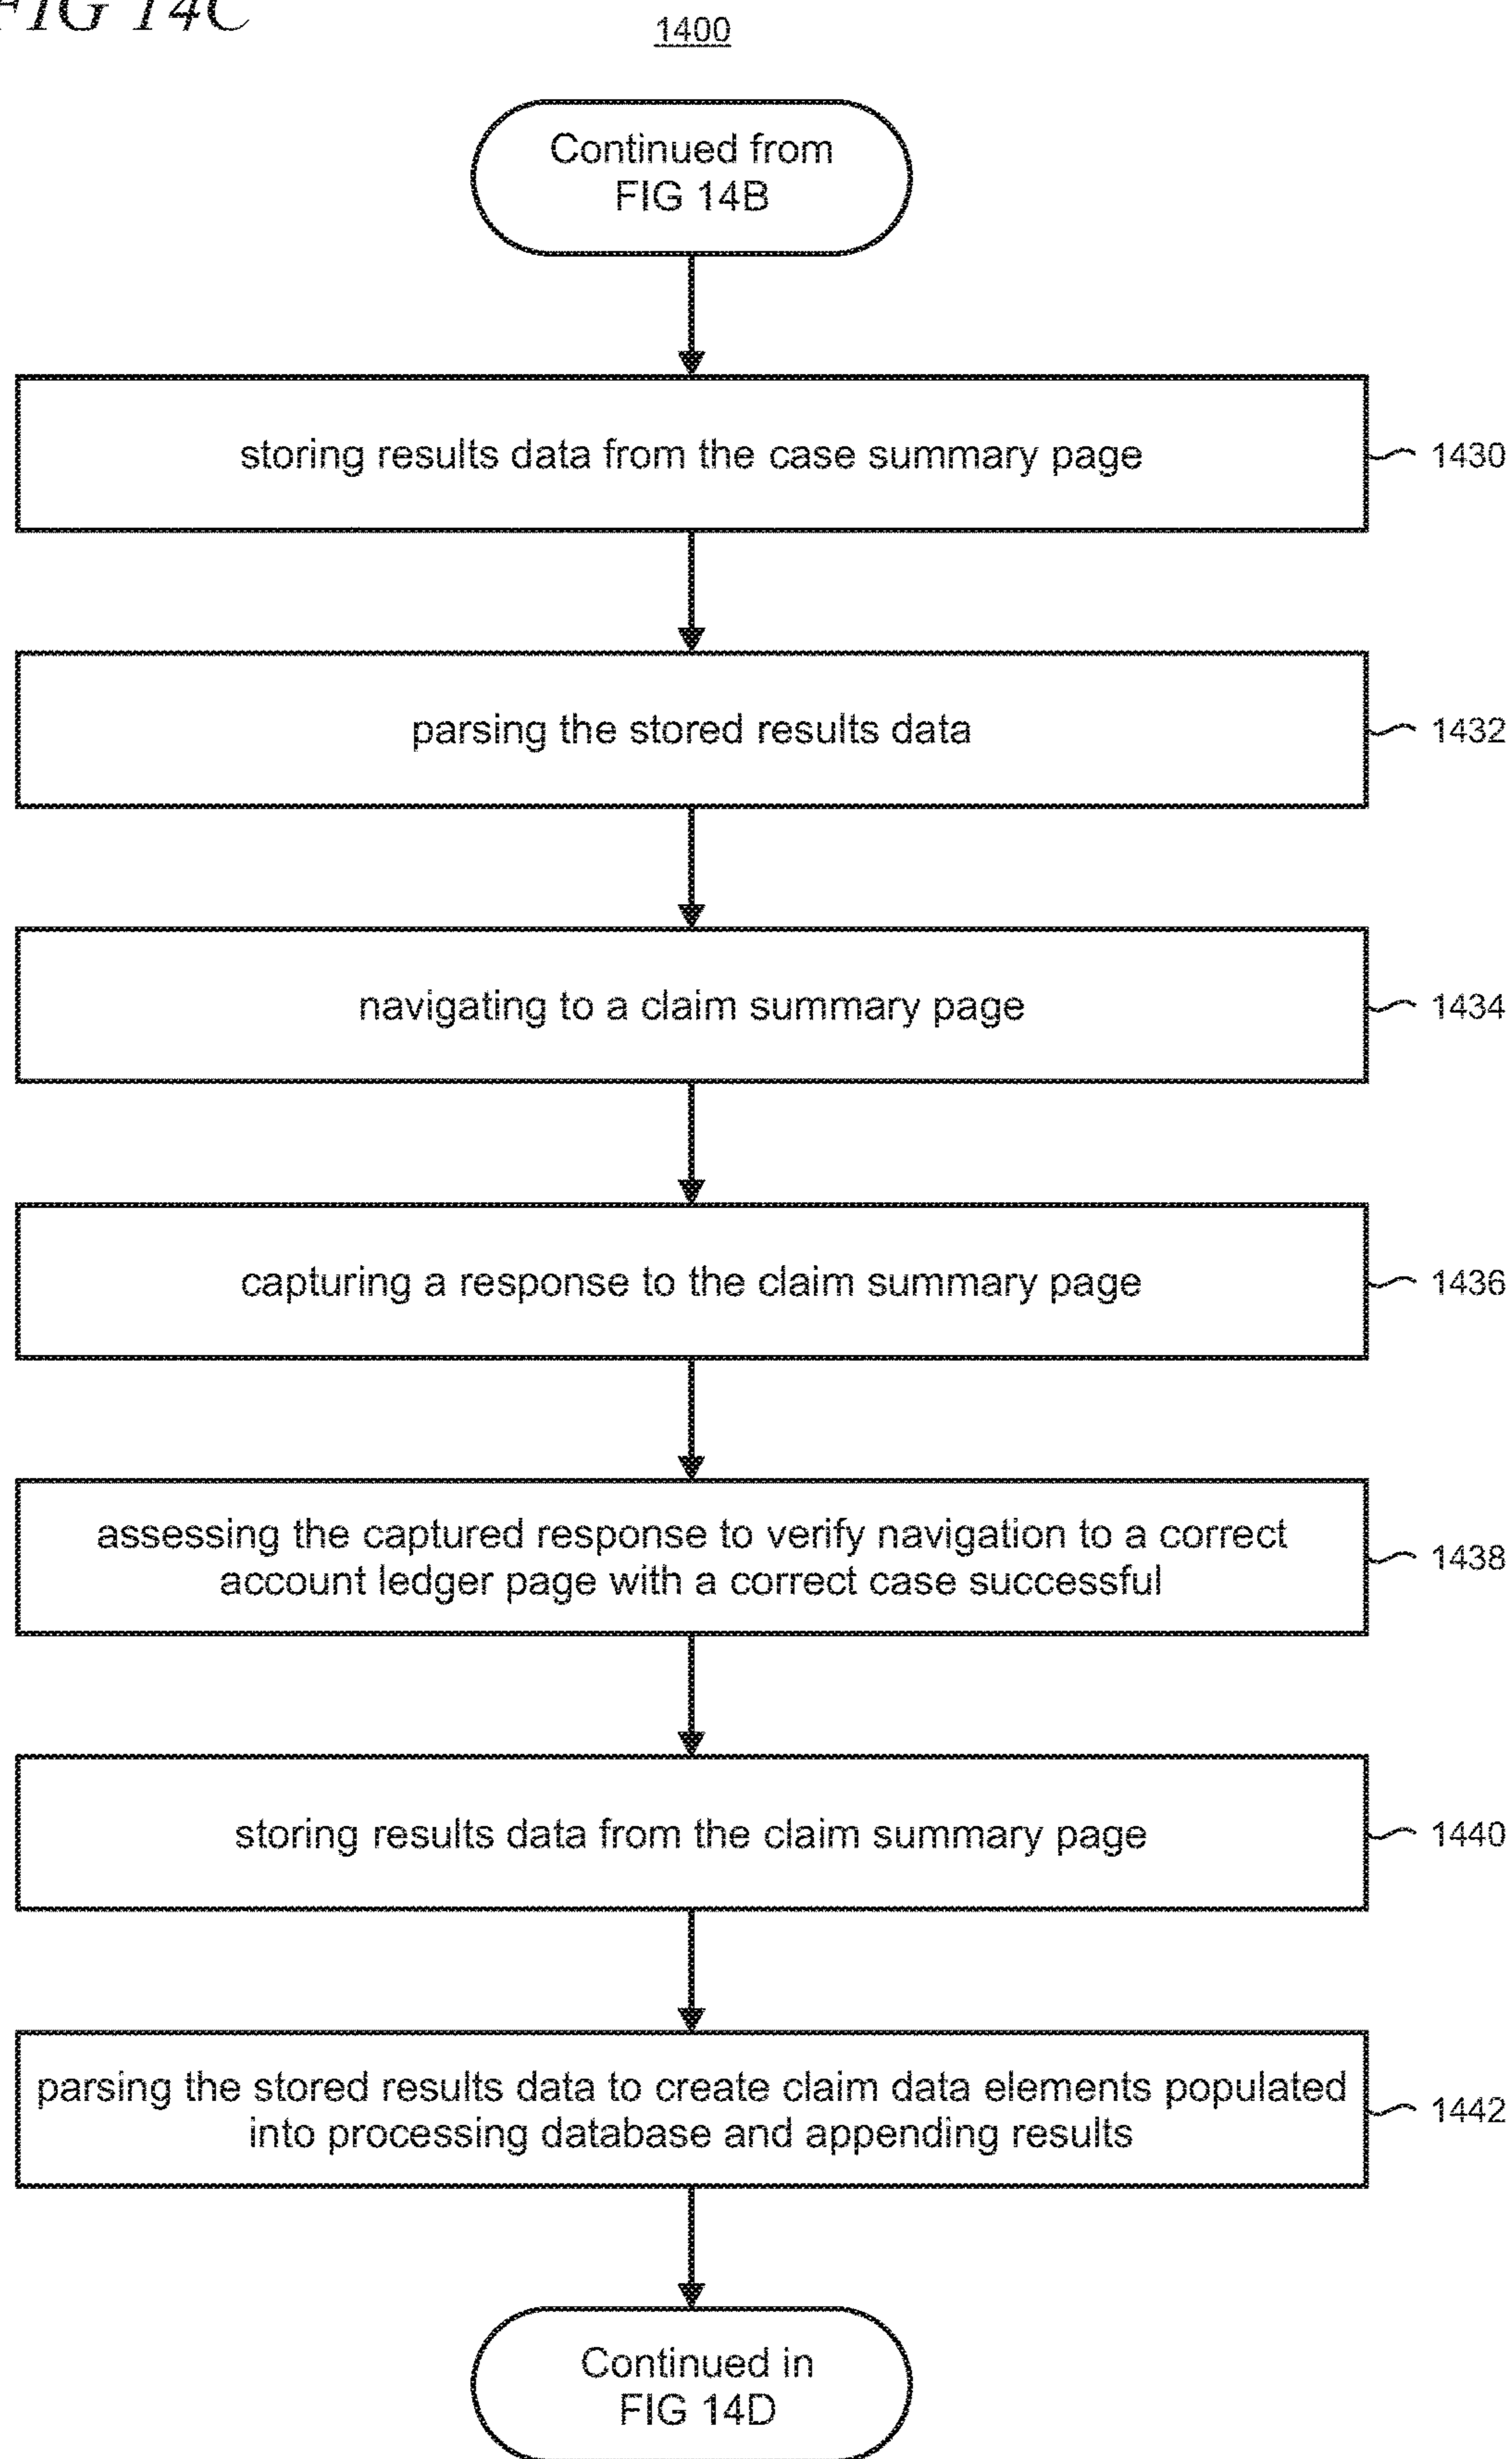 FIG 14C
1400
Continued from
FIG 14B
storing results data from the case summary page
1430
parsing the stored results data
1432
navigating to a claim summary page
1434
capturing a response to the claim summary page
1436
assessing the captured response to verify navigation to a correct
account ledger page with a correct case successful
1438
storing results data from the claim summary page
1440
parsing the stored results data to create claim data elements populated
into processing database and appending results
1442
Continued in
FIG 14D